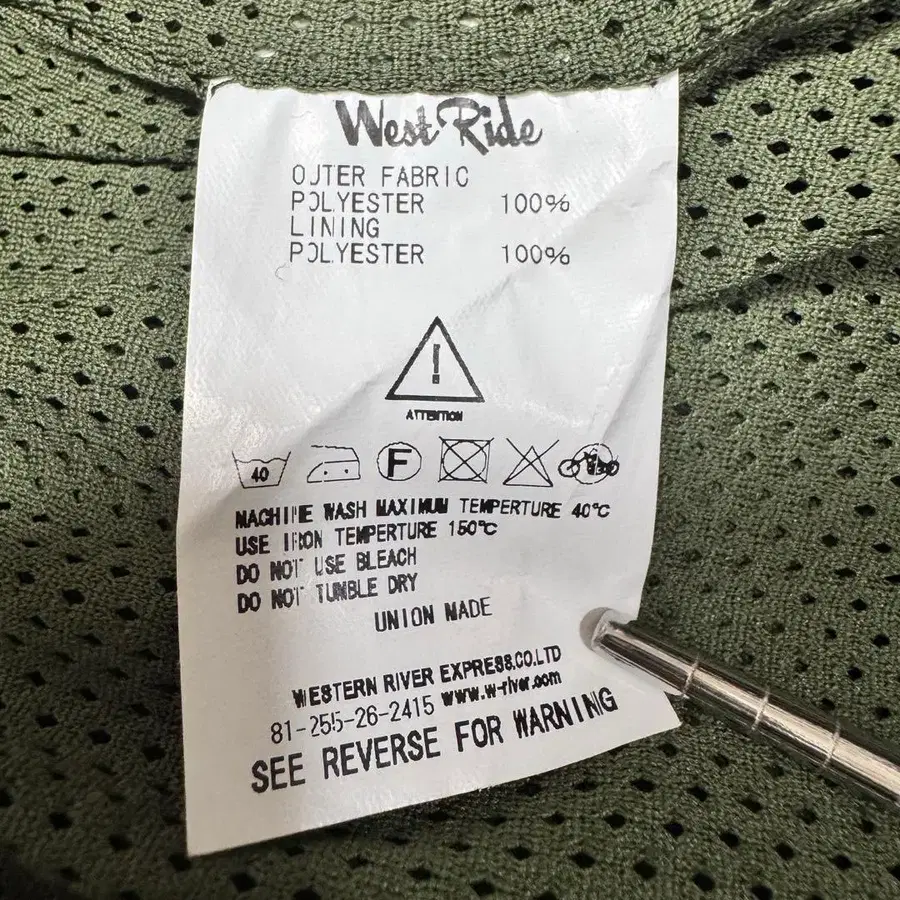 West Ride
OUTER FABRIC
POLYESTER 100%
LINING
POLYESTER 100%
!
ATTENTION
40 F
MACHINE WASH MAXIMUM TEMPERTURE 40℃
USE IRON TEMPERTURE 150℃
DO NOT USE BLEACH
DO NOT TUMBLE DRY
UNION MADE
WESTERN RIVER EXPRESS.CO.LTD
81-255-26-2415 www.w-river.com
SEE REVERSE FOR WARNING